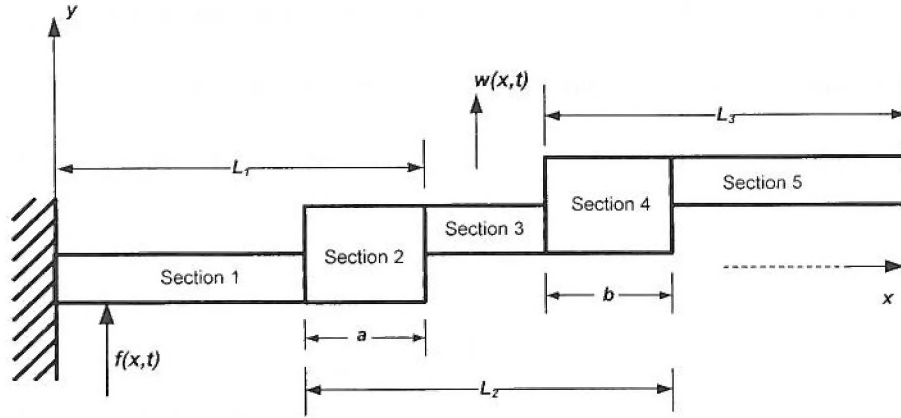 y
w(x,t)
L₃
L₁
Section 5
Section 4
Section 3
Section 2
Section 1
x
b
a
f(x,t)
L₂